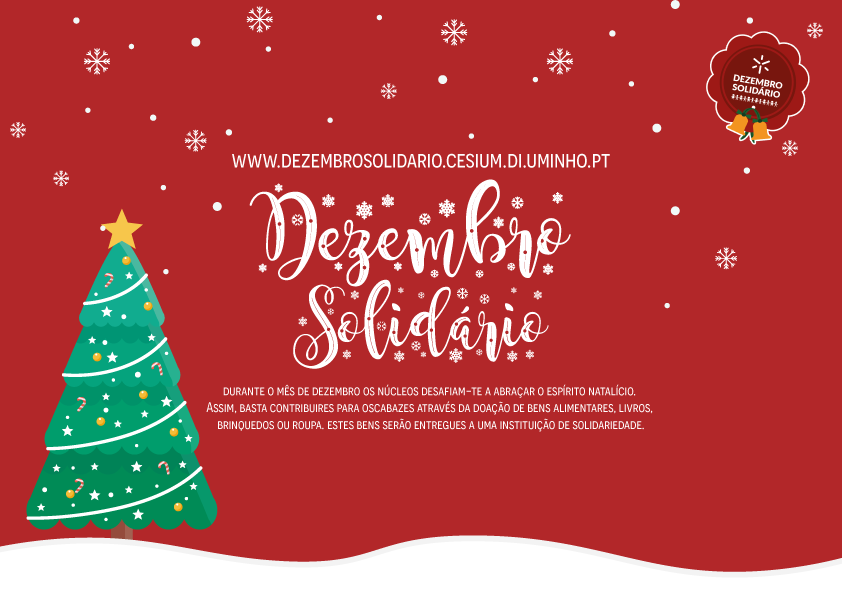 WWW.DEZEMBROSOLIDARIO.CESIUM.DI.UMINHO.PT
DEZEMBRO
SOLIDÁRIO
Dezembro
Solidário
DURANTE O MÊS DE DEZEMBRO OS NÚCLEOS DESAFIAM-TE A ABRAÇAR O ESPÍRITO NATALÍCIO.
ASSIM, BASTA CONTRIBUIRES PARA OSCABAZES ATRAVÉS DA DOAÇÃO DE BENS ALIMENTARES, LIVROS,
BRINQUEDOS OU ROUPA. ESTES BENS SERÃO ENTREGUES A UMA INSTITUIÇÃO DE SOLIDARIEDADE.